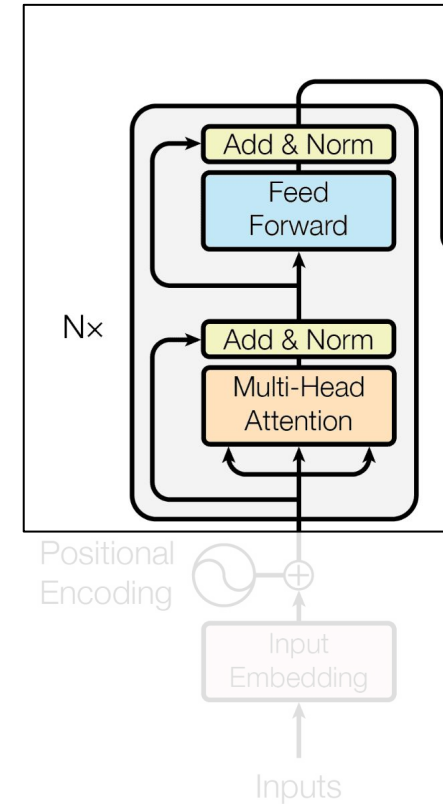 Add & Norm
Feed
Forward
N×
Add & Norm
Multi-Head
Attention
Positional
Encoding
Input
Embedding
Inputs